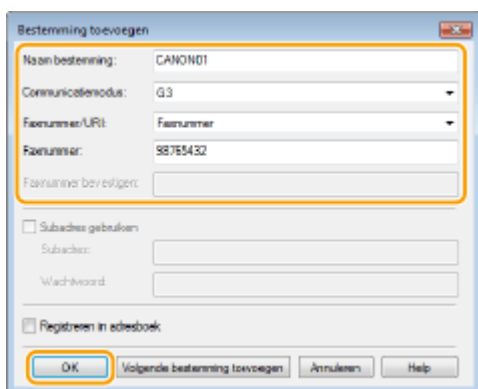 Bestemming toevoegen
Naam bestemming: CANON01
Communicatiemodus: G3
Faxnummer/URI: Faxnummer
Faxnummer: 98765432
Faxnummer bevestigen:
Subadres gebruiken
Subadres:
Wachtwoord:
Registreren in adresboek
OK Volgende bestemming toevoegen Annuleren Help